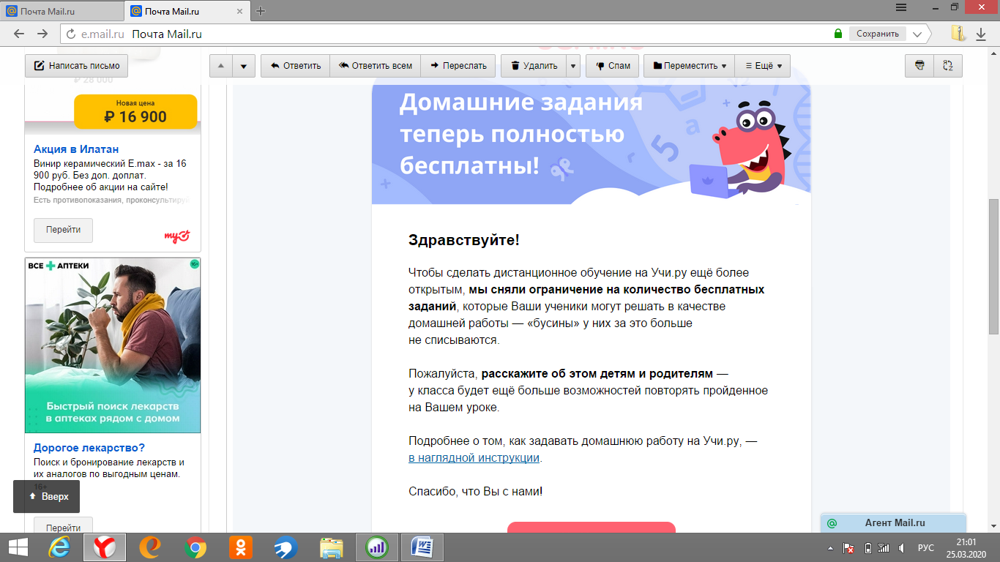 Почта Mail.ru
Почта Mail.ru
e.mail.ru Почта Mail.ru
Сохранить
Написать письмо
Ответить
Ответить всем
Переслать
Удалить
Спам
Переместить
Ещё
₽ 28 000
Новая цена
₽ 16 900
Акция в Илатан
Винир керамический E.max - за 16
900 руб. Без доп. доплат.
Подробнее об акции на сайте!
Есть противопоказания,
Перейти
ВСЕ АПТЕКИ
16+
Быстрый поиск лекарств
в аптеках рядом с домом
Дорогое лекарство?
Поиск и бронирование лекарств и
их аналогов по выгодным ценам.
16+
Вверх
Перейти
Домашние задания
теперь полностью
бесплатны!
Здравствуйте!
Чтобы сделать дистанционное обучение на Учи.ру ещё более
открытым, мы сняли ограничение на количество бесплатных
заданий, которые Ваши ученики могут решать в качестве
домашней работы — «бусины» у них за это больше
не списываются.
Пожалуйста, расскажите об этом детям и родителям —
у класса будет ещё больше возможностей повторять пройденное
на Вашем уроке.
Подробнее о том, как задавать домашнюю работу на Учи.ру, —
в наглядной инструкции.
Спасибо, что Вы с нами!
Агент Mail.ru
РУС
21:01
25.03.2020